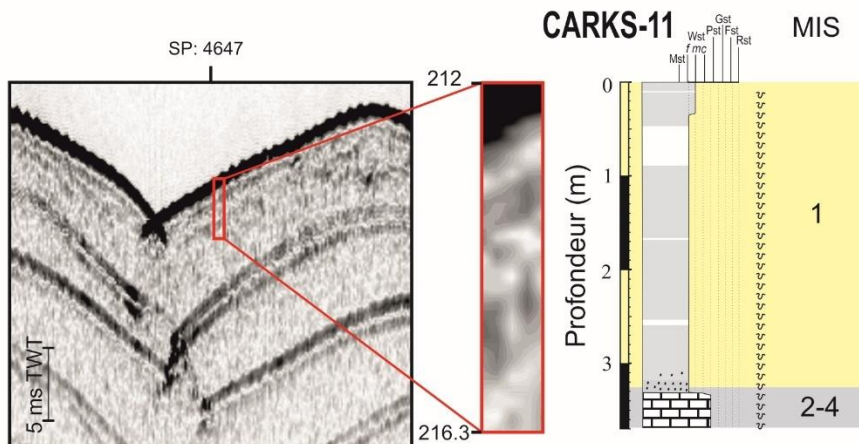 SP: 4647
5 ms TWT
212
216.3
CARKS-11
MIS
Mst
f mc
Wst
Pst
Gst
Fst
Rst
Profondeur (m)
0
1
2
3
1
2-4